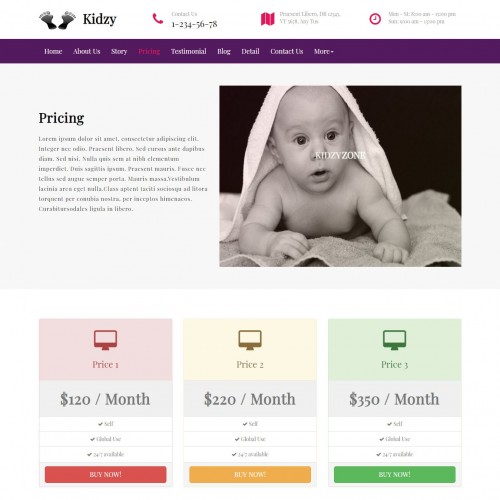 Kidzy
Contact Us
1-234-56-78
Praesent Libero, HB 12345,
VT 1828, Any Tus
Mon - St. 8:00 am - 12:00 pm
Sun: 10:00 am - 12:00 pm
Home About Us Story Pricing Testimonial Blog Detail Contact Us More
Pricing
Lorem ipsum dolor sit amet, consectetur adipiscing elit.
Integer nec odio. Praesent libero. Sed cursus ante dapibus
diam. Sed nisi. Nulla quis sem at nibh elementum
imperdiet. Duis sagittis ipsum. Praesent mauris. Fusce nec
tellus sed augue semper porta. Mauris massa.Vestibulum
lacinia arcu eget nulla.Class aptent taciti sociosqu ad litora
torquent per conubia nostra, per inceptos himenaeos.
Curabitursodales ligula in libero.
KIDZYZONE
Price 1
$120 / Month
Self
Global Use
24/7 available
BUY NOW!
Price 2
$220 / Month
Self
Global Use
24/7 available
BUY NOW!
Price 3
$350 / Month
Self
Global Use
24/7 available
BUY NOW!